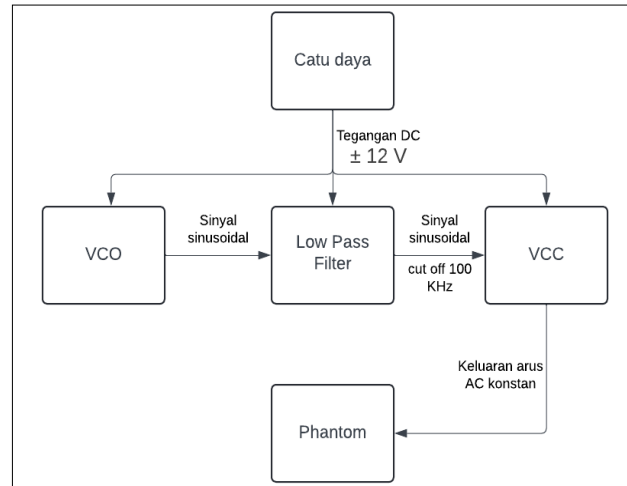 Catu daya
Tegangan DC
± 12 V
VCO
Sinyal
sinusoidal
Low Pass
Filter
Sinyal
sinusoidal
cut off 100
KHz
VCC
Keluaran arus
AC konstan
Phantom